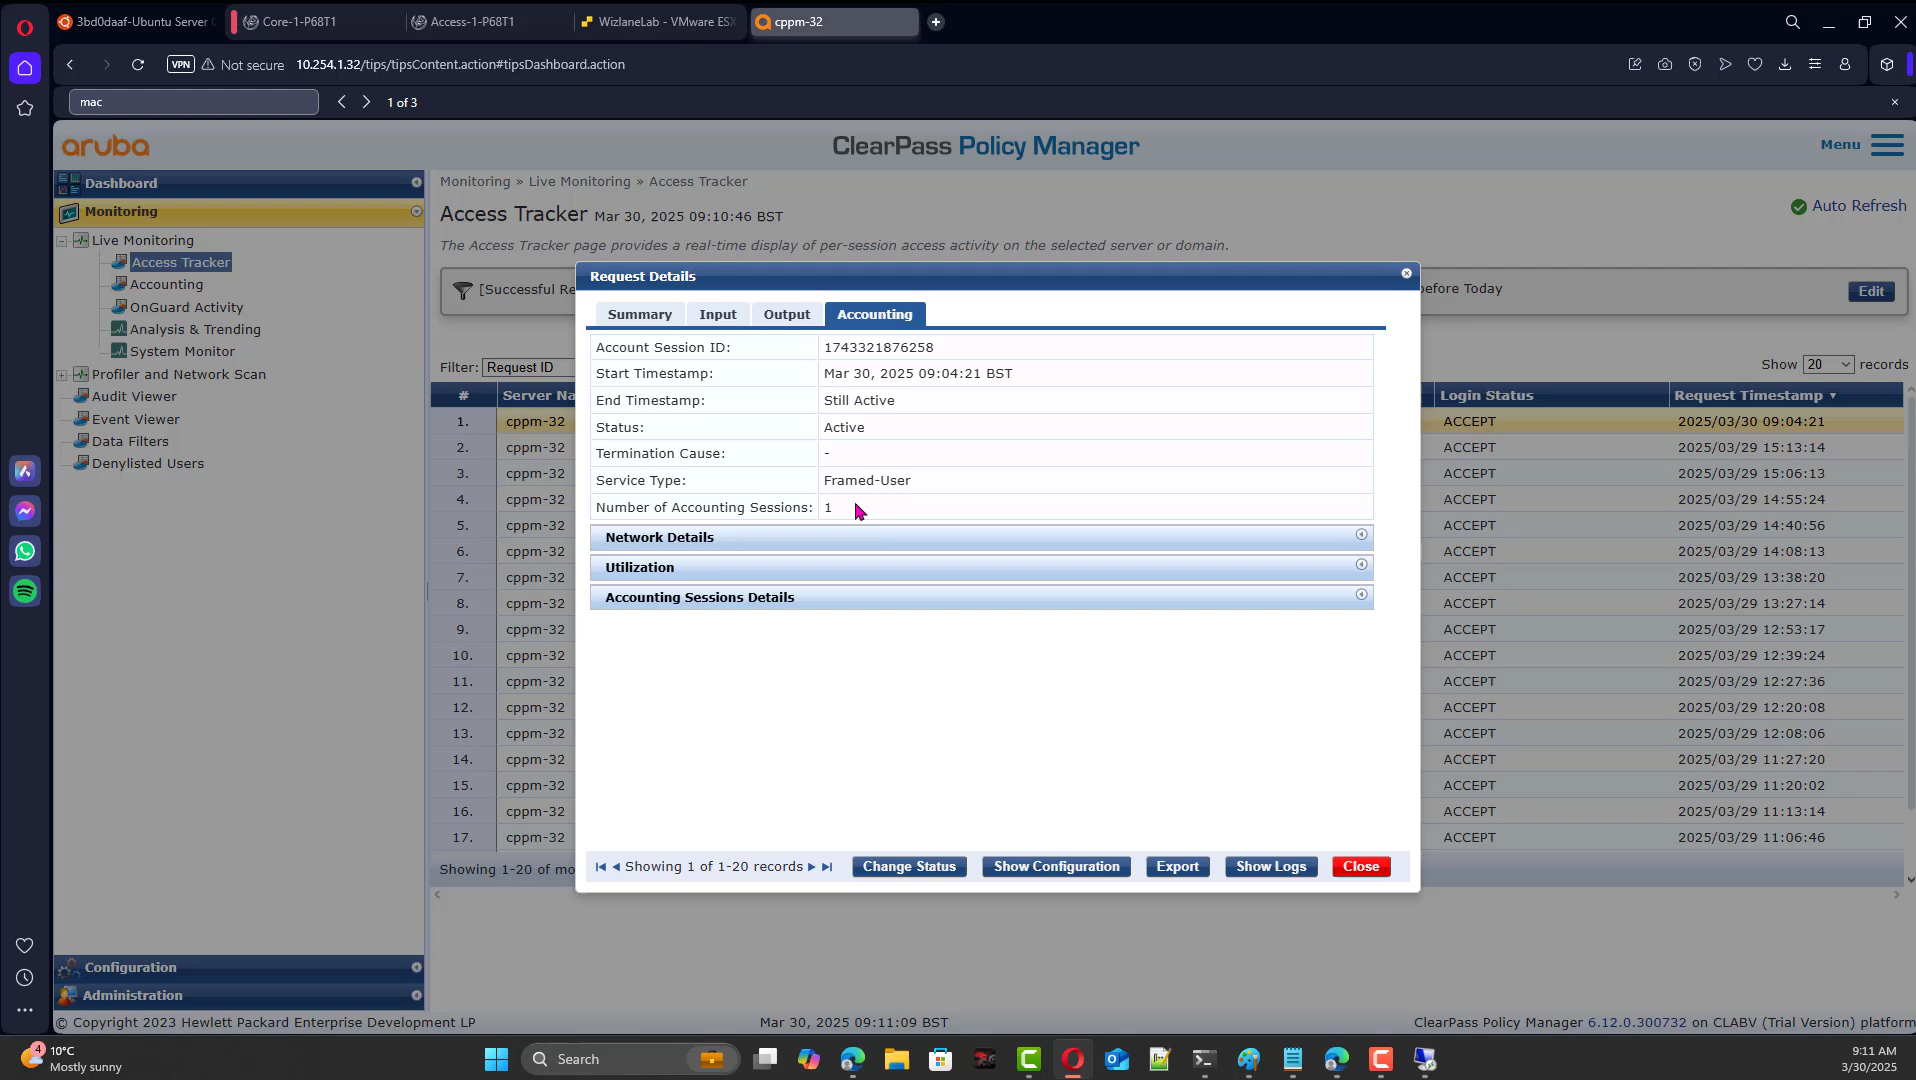 3bd0daaf-Ubuntu Server
Core-1-P68T1
Access-1-P68T1
WizlaneLab - VMware ESX
cppm-32
VPN
Not secure
10.254.1.32/tips/tipsContent.action#tipsDashboard.action
mac
1 of 3
aruba
ClearPass Policy Manager
Menu
Dashboard
Monitoring
Live Monitoring
Access Tracker
Accounting
OnGuard Activity
Analysis & Trending
System Monitor
Profiler and Network Scan
Audit Viewer
Event Viewer
Data Filters
Denylisted Users
Configuration
Administration
Monitoring » Live Monitoring » Access Tracker
Access Tracker Mar 30, 2025 09:10:46 BST
Auto Refresh
The Access Tracker page provides a real-time display of per-session access activity on the selected server or domain.
[Successful Re
before Today
Edit
Filter: Request ID
Show 20 records
# Server Na Login Status Request Timestamp
1. cppm-32 ACCEPT 2025/03/30 09:04:21
2. cppm-32 ACCEPT 2025/03/29 15:13:14
3. cppm-32 ACCEPT 2025/03/29 15:06:13
4. cppm-32 ACCEPT 2025/03/29 14:55:24
5. cppm-32 ACCEPT 2025/03/29 14:40:56
6. cppm-32 ACCEPT 2025/03/29 14:08:13
7. cppm-32 ACCEPT 2025/03/29 13:38:20
8. cppm-32 ACCEPT 2025/03/29 13:27:14
9. cppm-32 ACCEPT 2025/03/29 12:53:17
10. cppm-32 ACCEPT 2025/03/29 12:39:24
11. cppm-32 ACCEPT 2025/03/29 12:27:36
12. cppm-32 ACCEPT 2025/03/29 12:20:08
13. cppm-32 ACCEPT 2025/03/29 12:08:06
14. cppm-32 ACCEPT 2025/03/29 11:27:20
15. cppm-32 ACCEPT 2025/03/29 11:20:02
16. cppm-32 ACCEPT 2025/03/29 11:13:14
17. cppm-32 ACCEPT 2025/03/29 11:06:46
Showing 1-20 of mo
Request Details
Summary Input Output Accounting
Account Session ID: 1743321876258
Start Timestamp: Mar 30, 2025 09:04:21 BST
End Timestamp: Still Active
Status: Active
Termination Cause: -
Service Type: Framed-User
Number of Accounting Sessions: 1
Network Details
Utilization
Accounting Sessions Details
Showing 1 of 1-20 records
Change Status
Show Configuration
Export
Show Logs
Close
© Copyright 2023 Hewlett Packard Enterprise Development LP
Mar 30, 2025 09:11:09 BST
ClearPass Policy Manager 6.12.0.300732 on CLABV (Trial Version) platform
4
10°C
Mostly sunny
Search
9:11 AM
3/30/2025